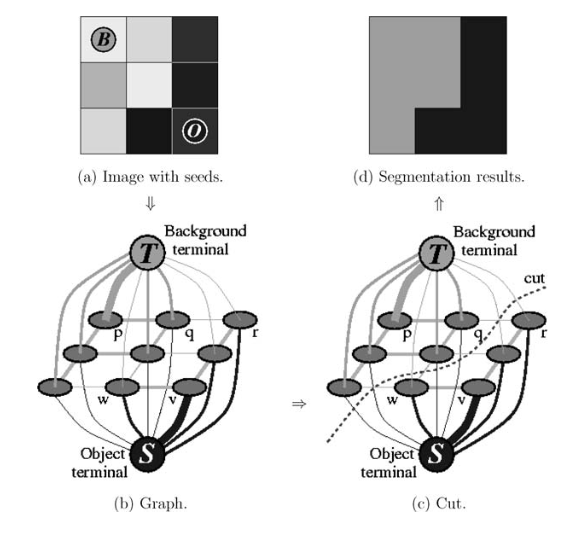 B
O
(a) Image with seeds.
(d) Segmentation results.
⇓
⇑
Background
terminal
T
p
q
r
w
v
Object
terminal
S
(b) Graph.
⇒
Background
terminal
T
cut
p
q
r
w
v
Object
terminal
S
(c) Cut.